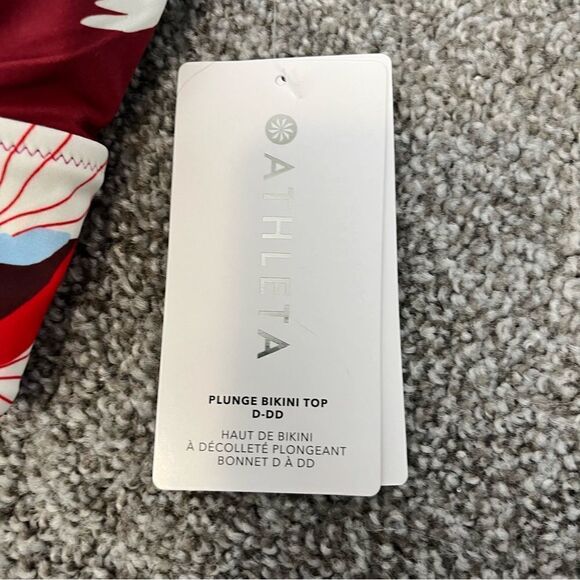 ATHLETA
PLUNGE BIKINI TOP
D-DD
HAUT DE BIKINI
À DÉCOLLETÉ PLONGEANT
BONNET D À DD